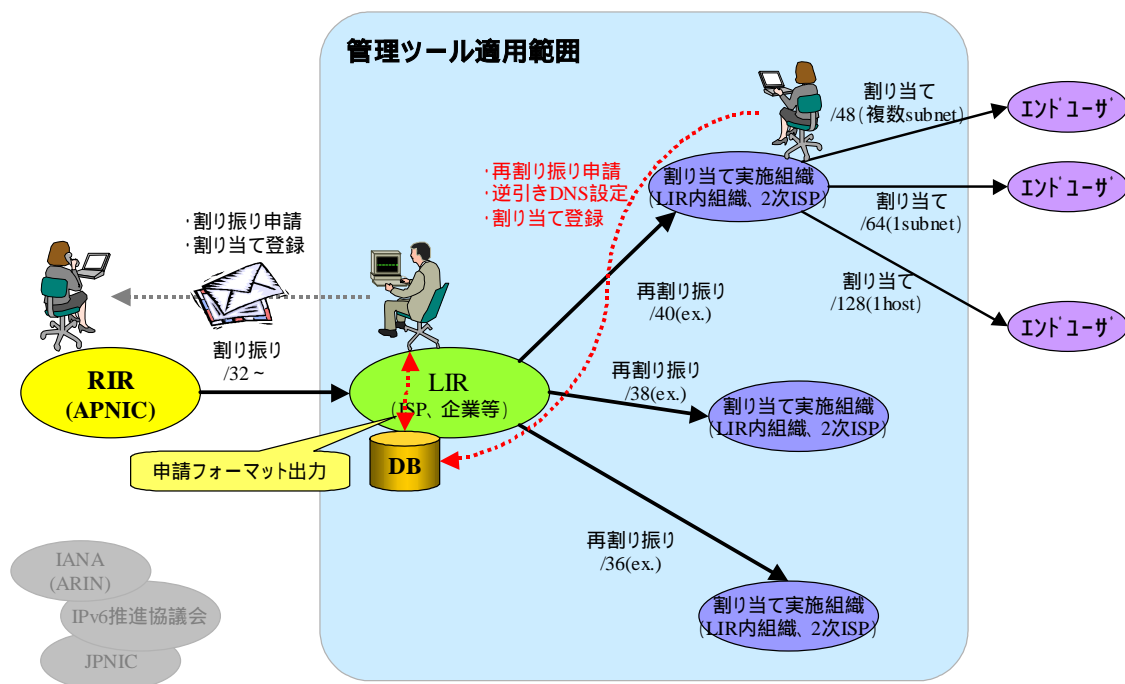 管理ツール適用範囲
割り当て
/48(複数subnet)
エンドユーザ
・再割り振り申請
・逆引きDNS設定
・割り当て登録
割り当て実施組織
(LIR内組織、2次ISP)
エンドユーザ
割り当て
/64(1subnet)
・割り振り申請
・割り当て登録
割り当て
/128(1host)
エンドユーザ
再割り振り
/40(ex.)
割り振り
/32~
RIR
(APNIC)
LIR
(ISP、企業等)
再割り振り
/38(ex.)
割り当て実施組織
(LIR内組織、2次ISP)
申請フォーマット出力
DB
再割り振り
/36(ex.)
割り当て実施組織
(LIR内組織、2次ISP)
IANA
(ARIN)
IPv6推進協議会
JPNIC